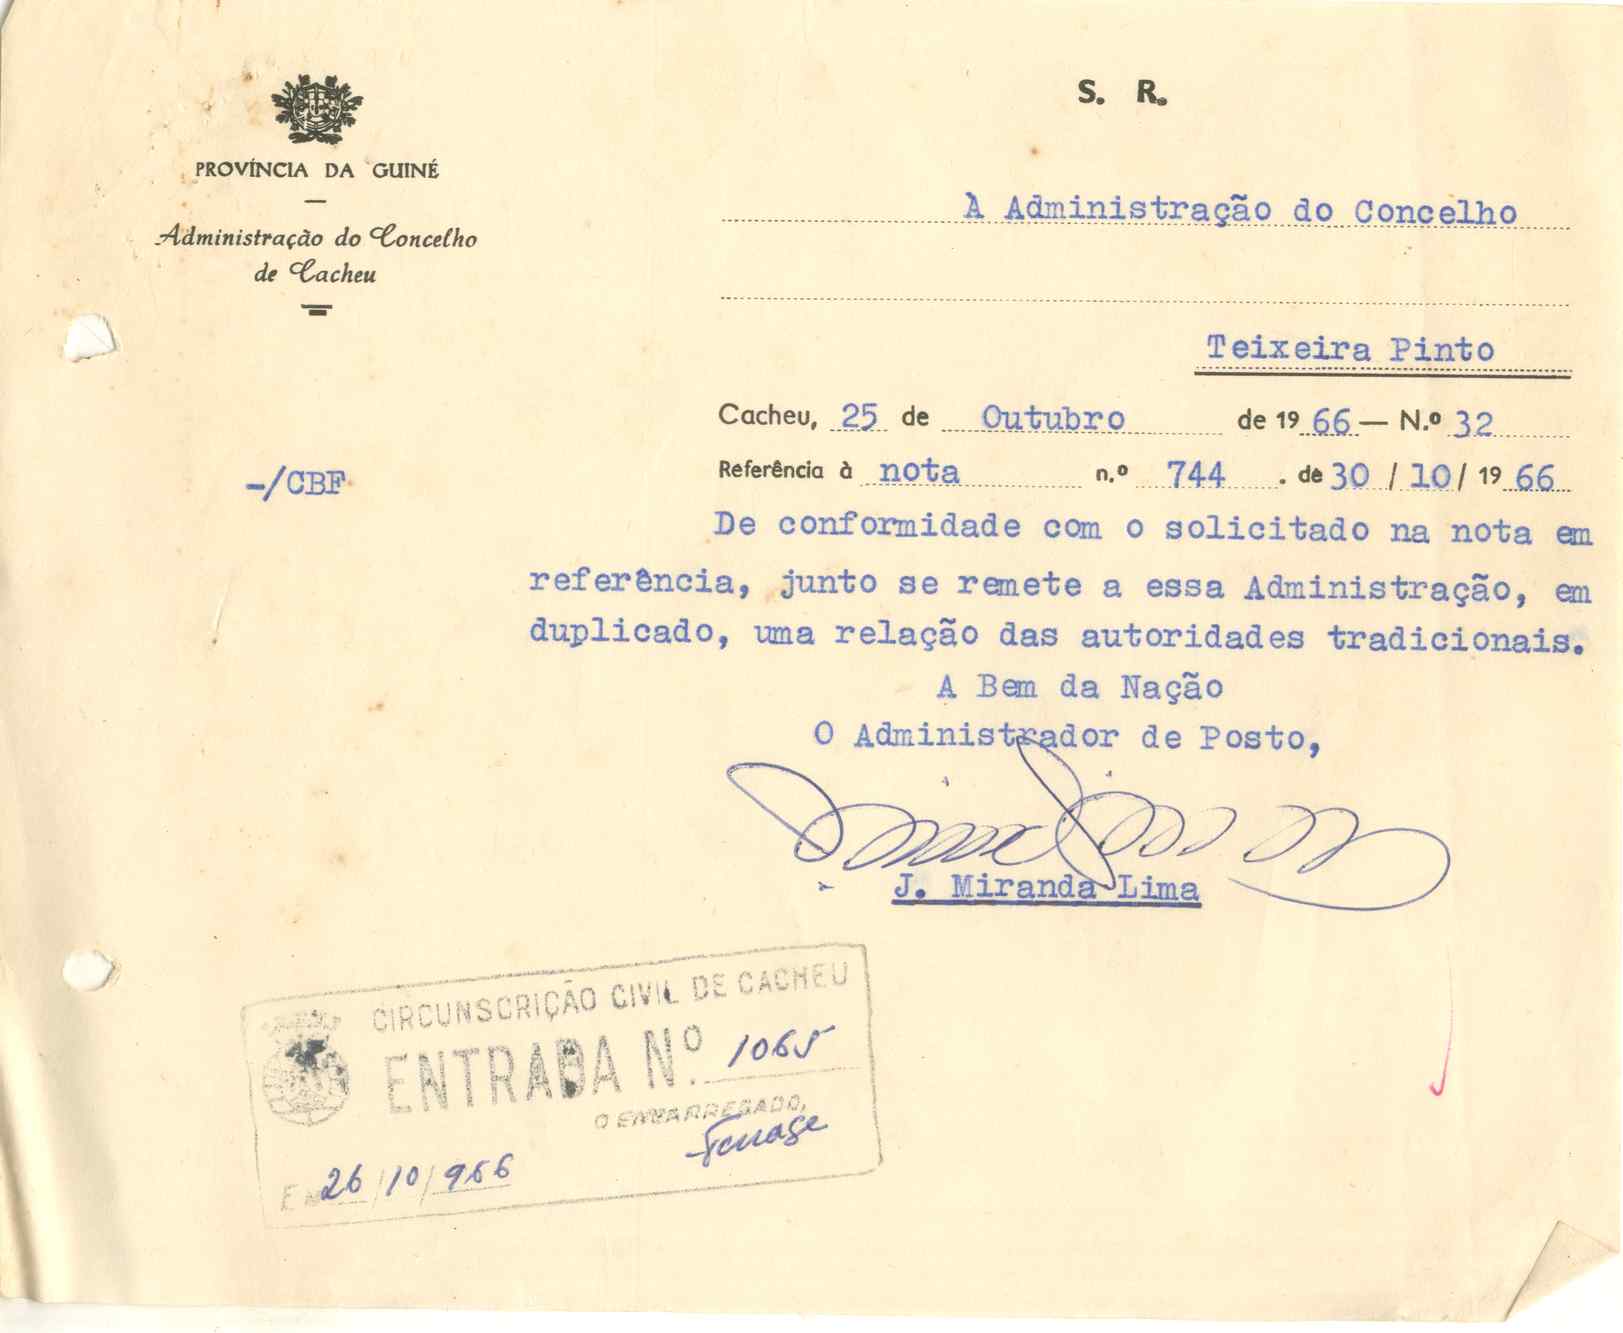 S. R.
PROVÍNCIA DA GUINÉ
Administração do Concelho
de Cacheu
À Administração do Concelho
Teixeira Pinto
Cacheu, 25 de Outubro de 1966 — N.º 32
Referência à nota n.º 744 . de 30 / 10 / 1966
-/CBF
De conformidade com o solicitado na nota em
referência, junto se remete a essa Administração, em
duplicado, uma relação das autoridades tradicionais.
A Bem da Nação
O Administrador de Posto,
J. Miranda Lima
CIRCUNSCRIÇÃO CIVIL DE CACHEU
ENTRADA N.º 1065
O ENCARREGADO,
EM 26/10/966